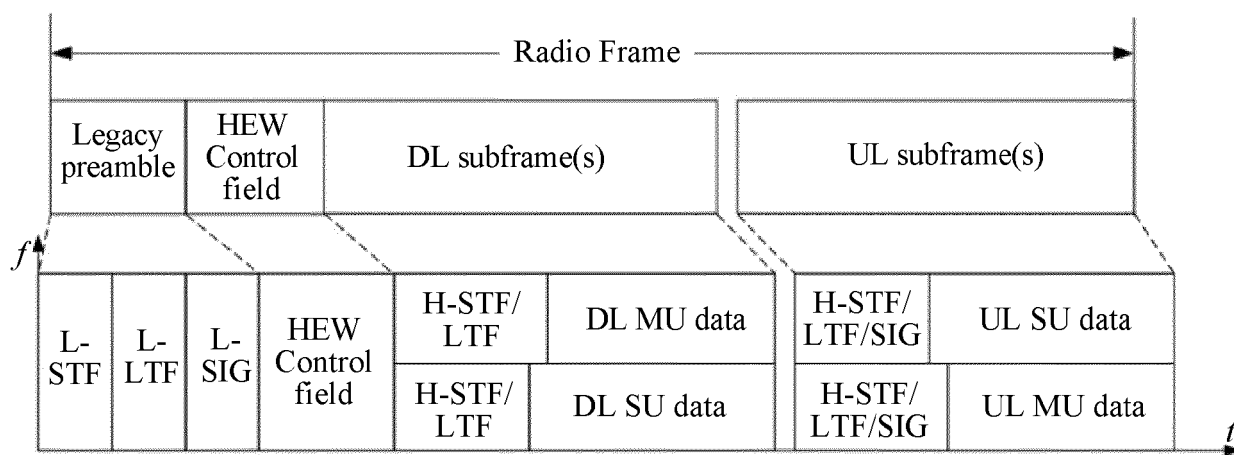 Radio Frame
Legacy
preamble
HEW
Control
field
DL subframe(s)
UL subframe(s)
f
L-
STF
L-
LTF
L-
SIG
HEW
Control
field
H-STF/
LTF
DL MU data
H-STF/
LTF
DL SU data
H-STF/
LTF/SIG
UL SU data
H-STF/
LTF/SIG
UL MU data
t